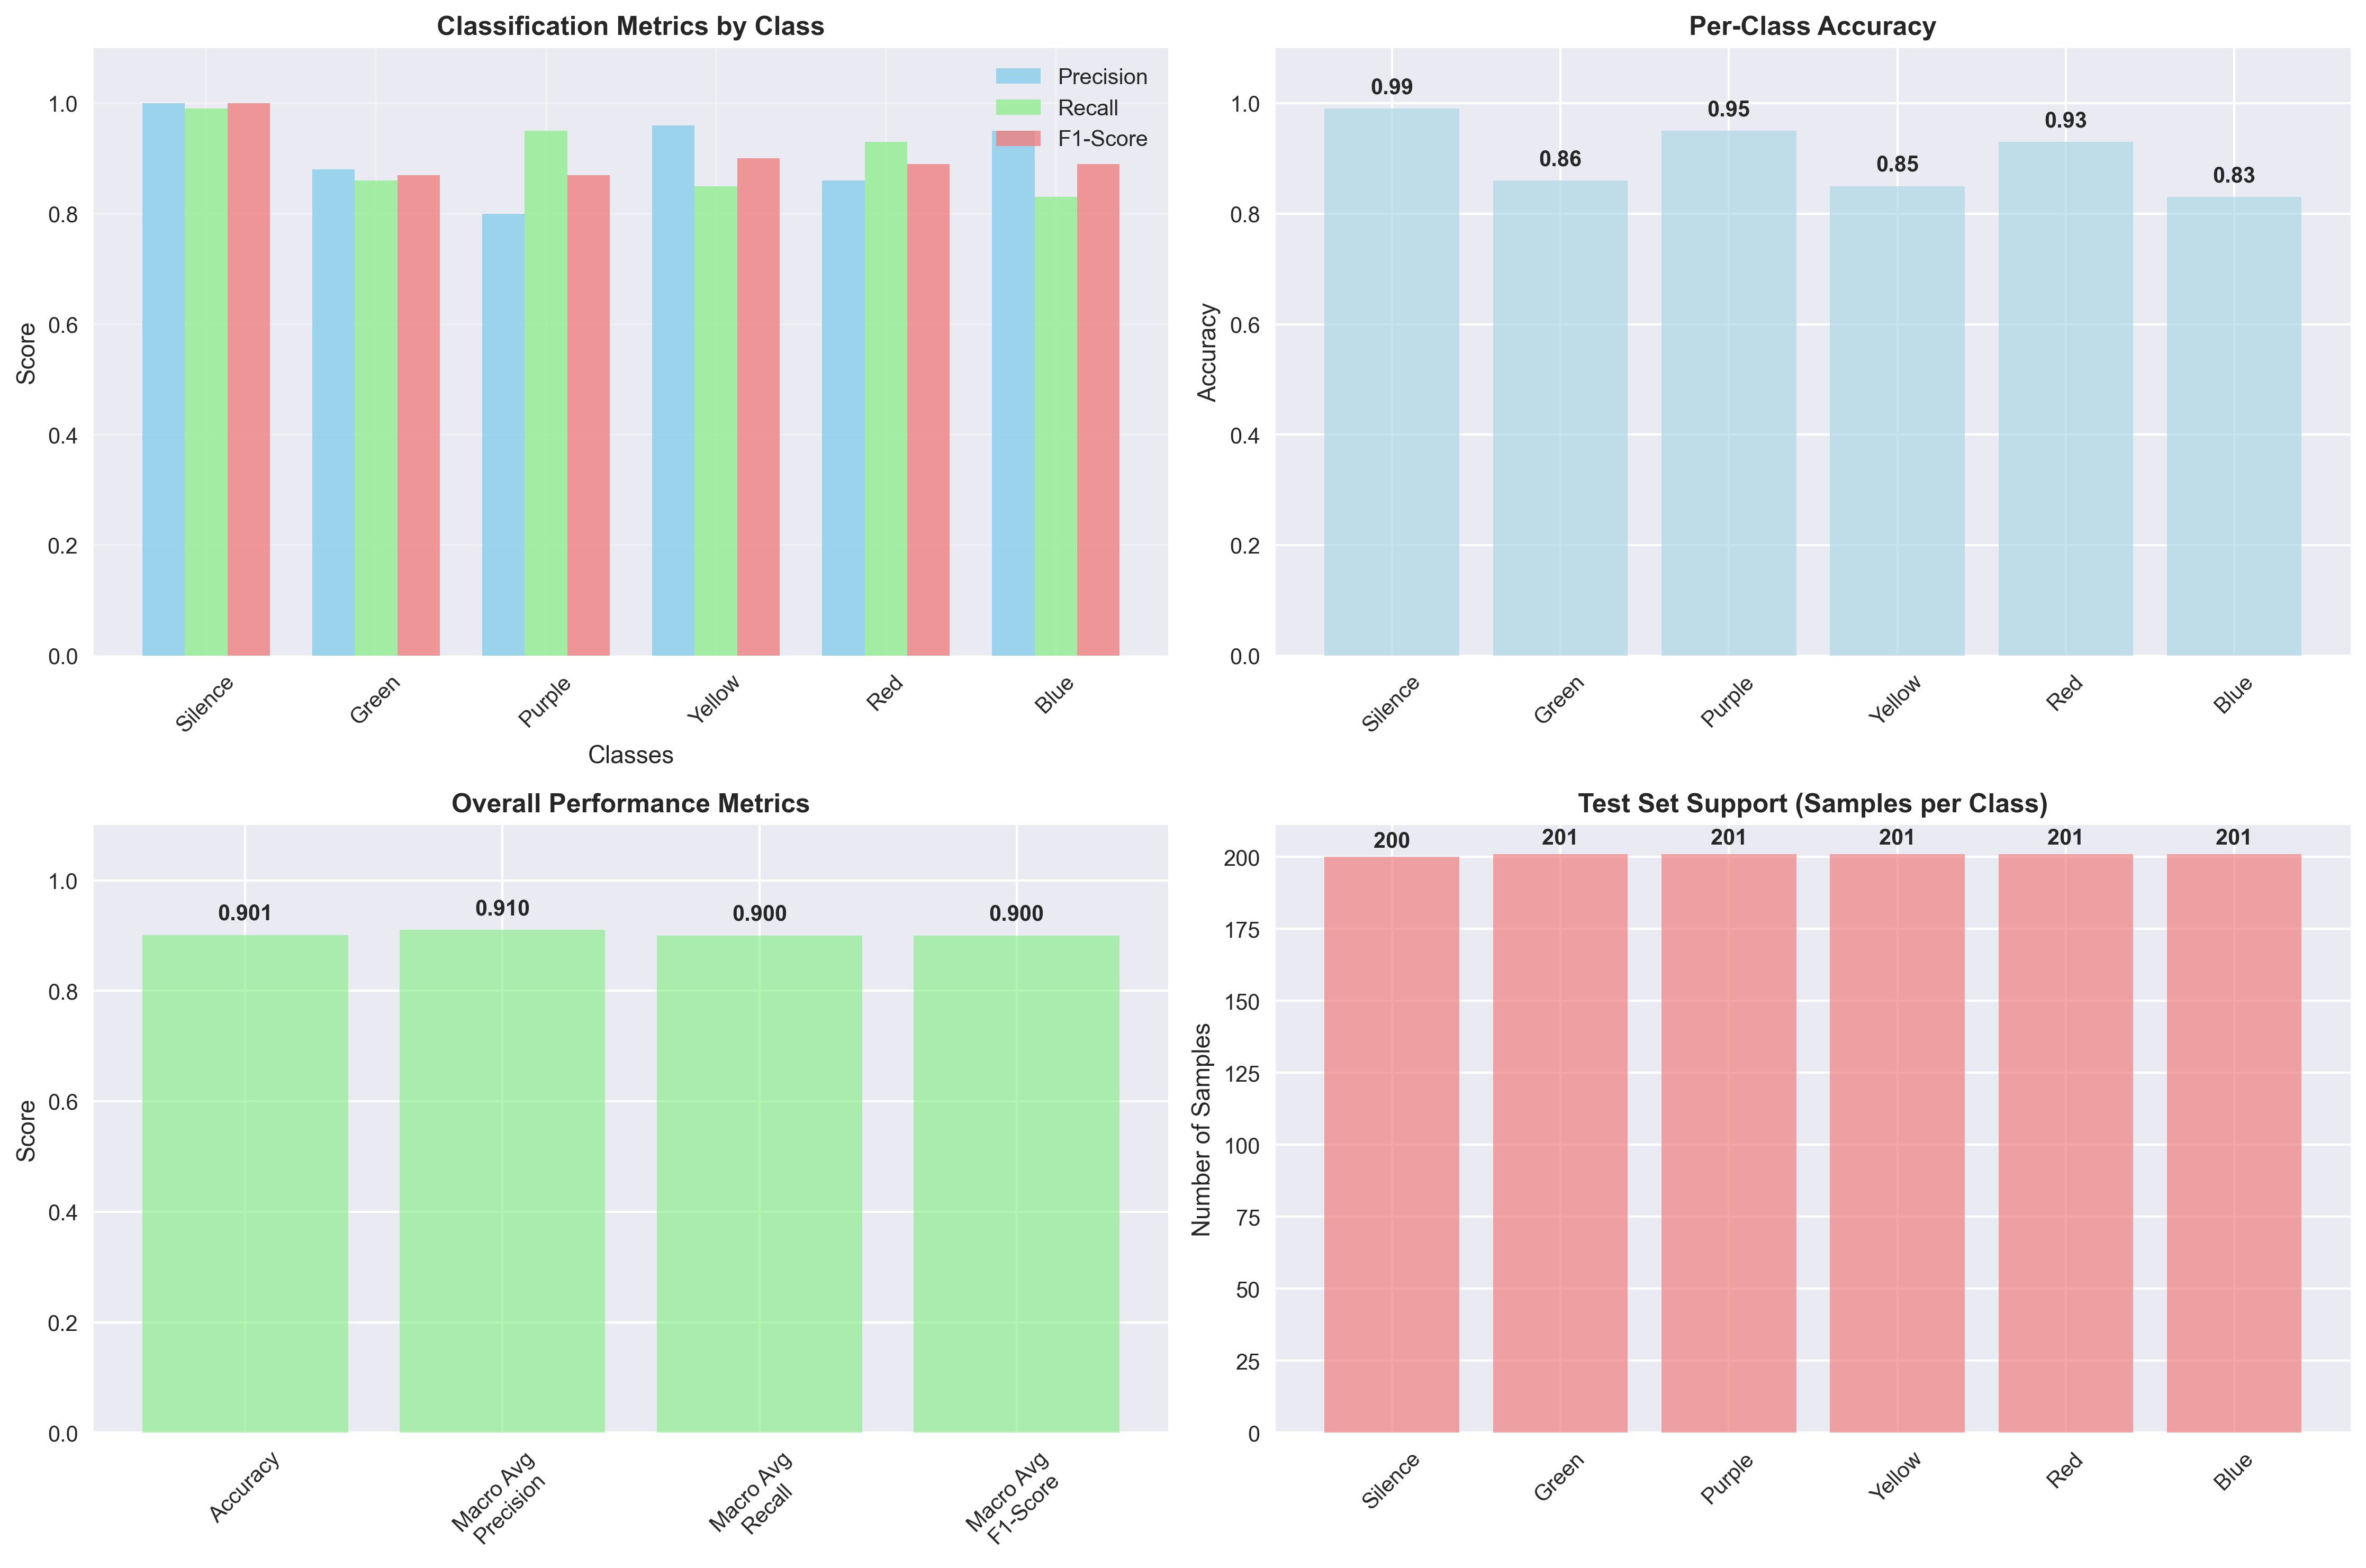 Classification Metrics by Class
Precision
Recall
F1-Score
1.0
0.8
0.6
0.4
0.2
0.0
Score
Silence
Green
Purple
Yellow
Red
Blue
Classes
Per-Class Accuracy
0.99
0.86
0.95
0.85
0.93
0.83
1.0
0.8
0.6
0.4
0.2
0.0
Accuracy
Silence
Green
Purple
Yellow
Red
Blue
Overall Performance Metrics
0.901
0.910
0.900
0.900
1.0
0.8
0.6
0.4
0.2
0.0
Score
Accuracy
Macro Avg
Precision
Macro Avg
Recall
Macro Avg
F1-Score
Test Set Support (Samples per Class)
200
201
201
201
201
201
200
175
150
125
100
75
50
25
0
Number of Samples
Silence
Green
Purple
Yellow
Red
Blue